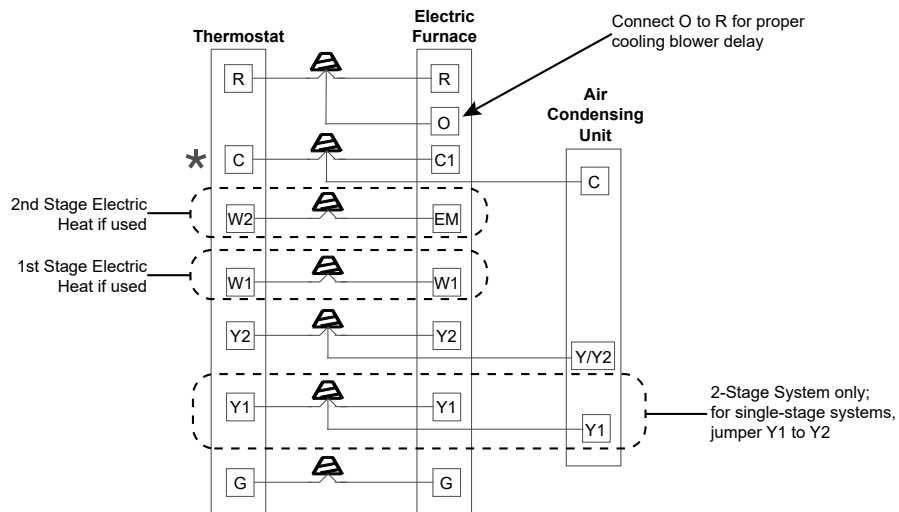 Connect O to R for proper
cooling blower delay
Thermostat
Electric
Furnace
Air
Condensing
Unit
R
R
O
*
C
C1
C
2nd Stage Electric
Heat if used
W2
EM
1st Stage Electric
Heat if used
W1
W1
Y2
Y2
Y/Y2
Y1
Y1
Y1
2-Stage System only;
for single-stage systems,
jumper Y1 to Y2
G
G